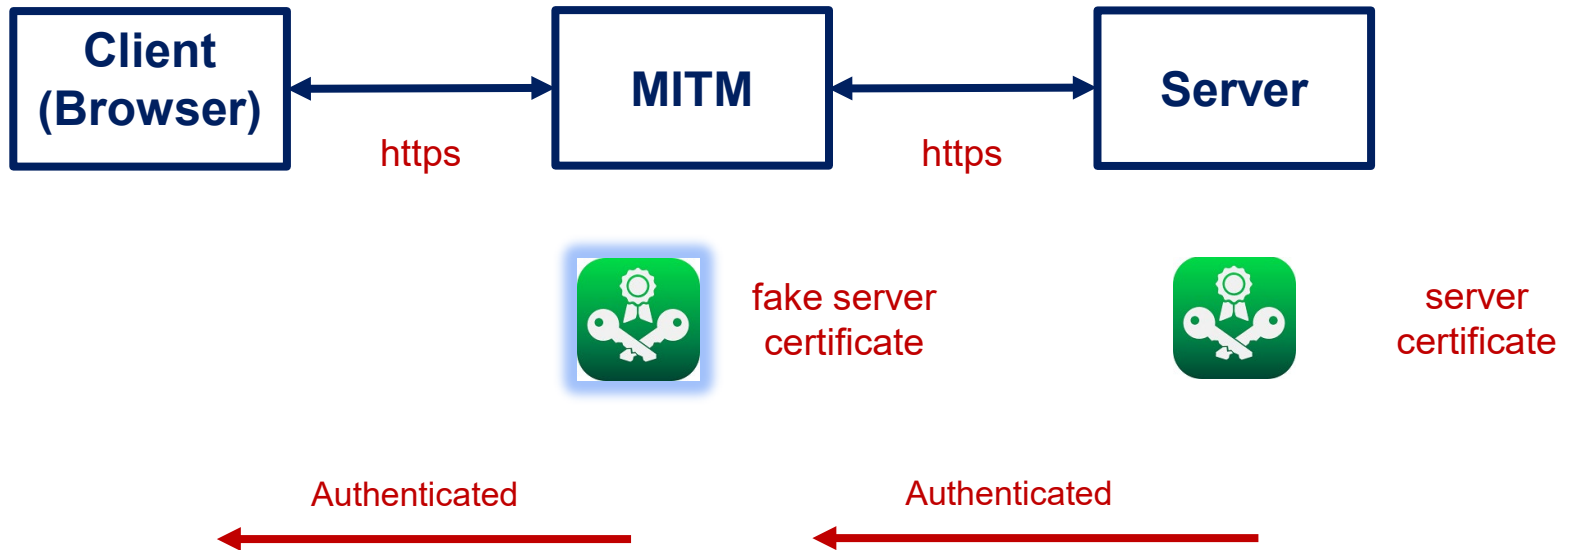 Client
(Browser)
MITM
Server
https
https
fake server
certificate
server
certificate
Authenticated
Authenticated